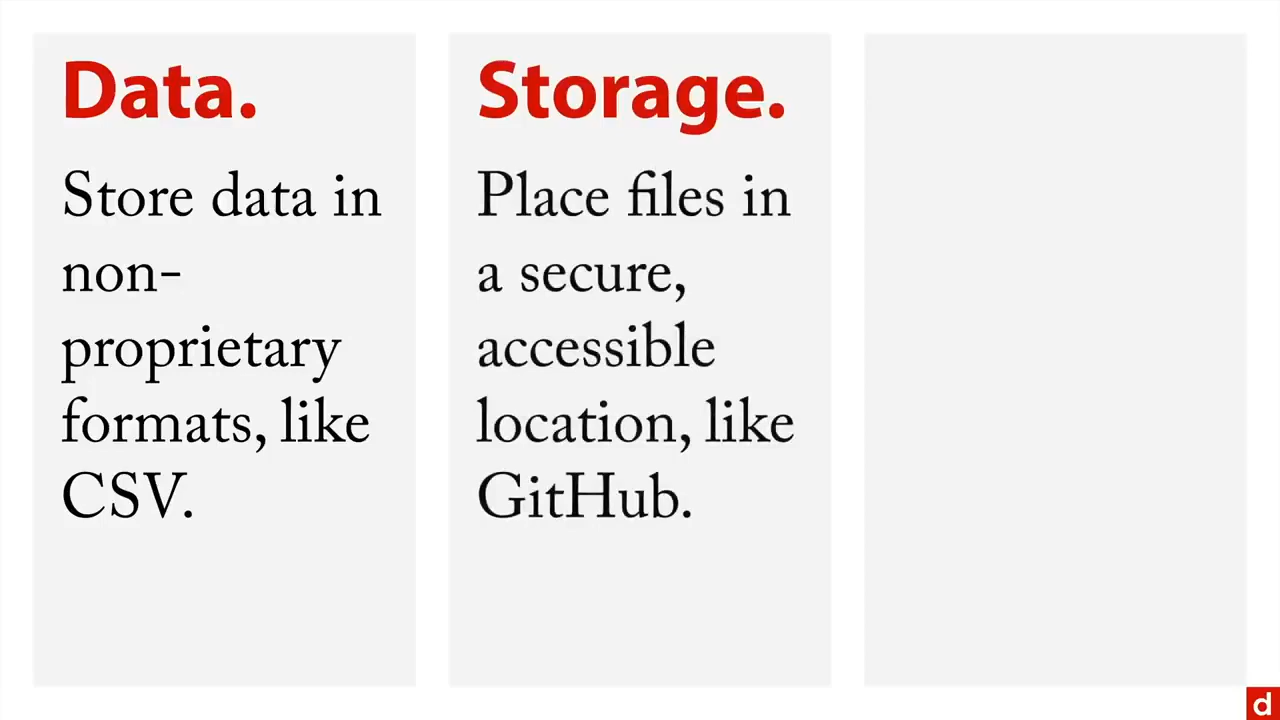 Data.
Store data in
non-
proprietary
formats, like
CSV.
Storage.
Place files in
a secure,
accessible
location, like
GitHub.
d